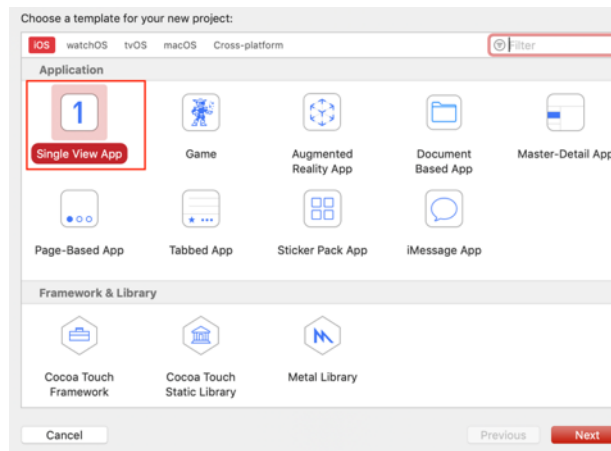 Choose a template for your new project:
iOS watchOS tvOS macOS Cross-platform Filter
Application
1
Single View App Game Augmented Reality App Document Based App Master-Detail App
Page-Based App Tabbed App Sticker Pack App iMessage App
Framework & Library
Cocoa Touch Framework Cocoa Touch Static Library Metal Library
Cancel Previous Next